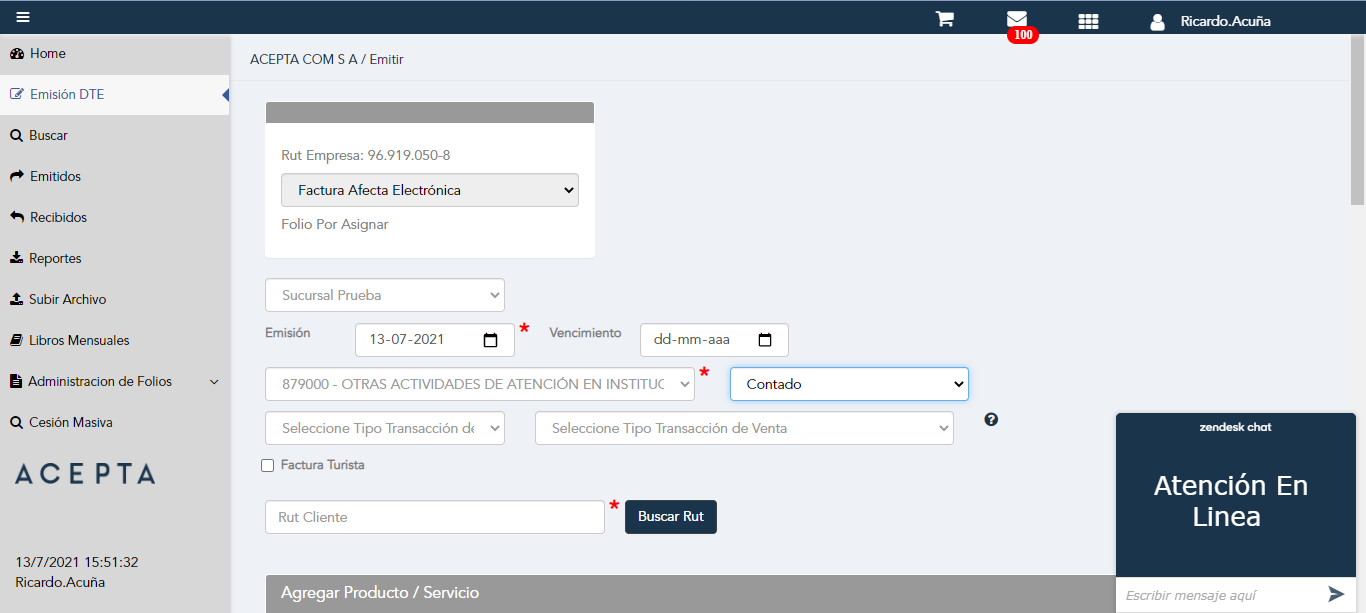 Ricardo.Acuña
100
Home
Emisión DTE
Buscar
Emitidos
Recibidos
Reportes
Subir Archivo
Libros Mensuales
Administracion de Folios
Cesión Masiva
ACEPTA
13/7/2021 15:51:32
Ricardo.Acuña
ACEPTA COM S A / Emitir
Rut Empresa: 96.919.050-8
Factura Afecta Electrónica
Folio Por Asignar
Sucursal Prueba
Emisión 13-07-2021 * Vencimiento dd-mm-aaa
879000 - OTRAS ACTIVIDADES DE ATENCIÓN EN INSTITUC * Contado
Seleccione Tipo Transacción de Seleccione Tipo Transacción de Venta ?
Factura Turista
Rut Cliente * Buscar Rut
Agregar Producto / Servicio
zendesk chat
Atención En
Linea
Escribir mensaje aquí